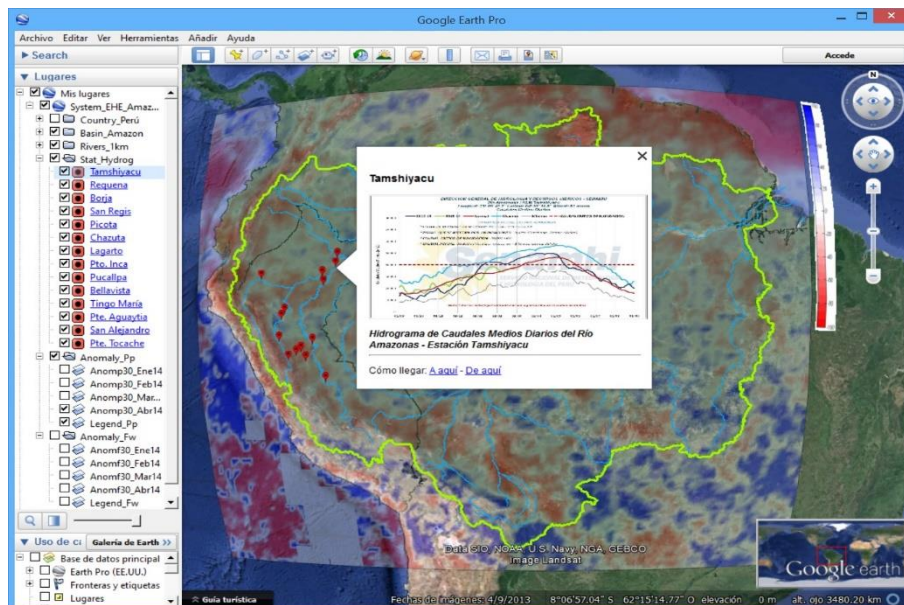 Google Earth Pro
Archivo Editar Ver Herramientas Añadir Ayuda
Search
Accede
Lugares
Mis lugares
System_EHE_Amaz...
Country_Perú
Basin_Amazon
Rivers_1km
Stat_Hydrog
Tamshiyacu
Requena
Borja
San Regis
Picota
Chazuta
Lagarto
Pto. Inca
Pucallpa
Bellavista
Tingo María
Pte. Aguaytia
San Alejandro
Pte. Tocache
Anomaly_Pp
Anomp30_Ene14
Anomp30_Feb14
Anomp30_Mar...
Anomp30_Abr14
Legend_Pp
Anomaly_Fw
Anomf30_Ene14
Anomf30_Feb14
Anomf30_Mar14
Anomf30_Abr14
Legend_Fw
Uso de ca
Galería de Earth >>
Base de datos principal
Earth Pro (EE.UU.)
Fronteras y etiquetas
Lugares
N
Tamshiyacu
Hidrograma de Caudales Medios Diarios del Río
Amazonas - Estación Tamshiyacu
Cómo llegar: A aquí - De aquí
Data SIO, NOAA, U.S. Navy, NGA, GEBCO
Image Landsat
Google earth
Guía turística
Fechas de imágenes: 4/9/2013 8°06'57.04" S 62°15'14.77" O elevación 0 m alt. ojo 3480.20 km